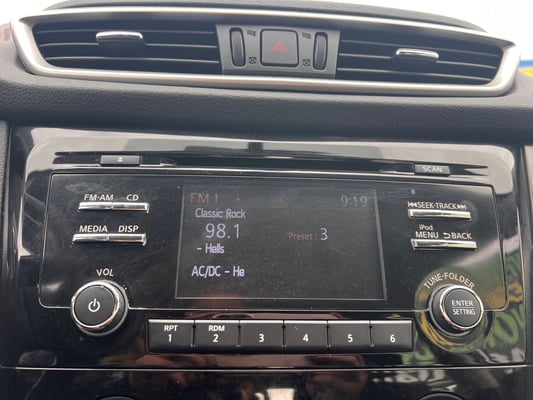 SCAN
FM·AM CD
MEDIA DISP
VOL
FM 1 9:19
Classic Rock
98.1
Preset : 3
- Hells
AC/DC - He
SEEK·TRACK
iPod
MENU BACK
TUNE·FOLDER
ENTER
SETTING
RPT RDM
1 2 3 4 5 6